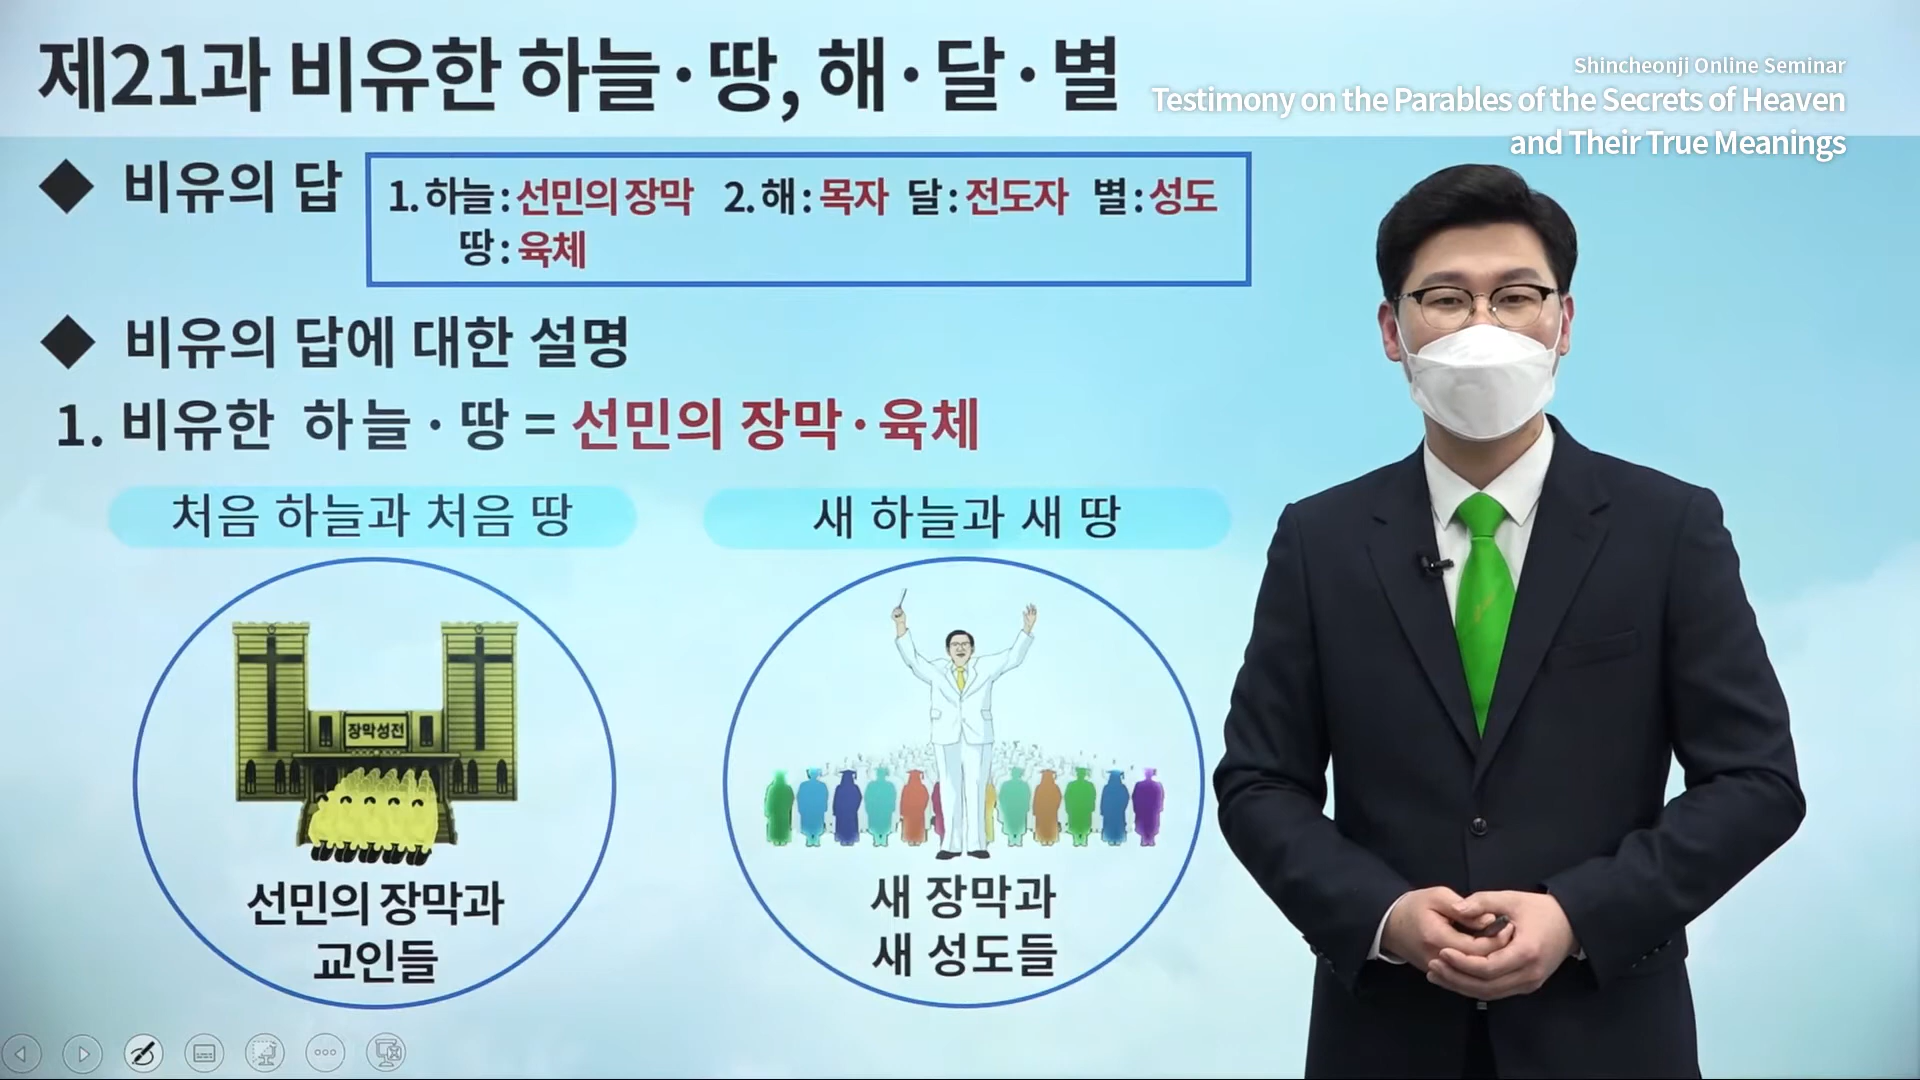 제21과 비유한 하늘·땅, 해·달·별
Shincheonji Online Seminar
Testimony on the Parables of the Secrets of Heaven
and Their True Meanings
◆ 비유의 답
1. 하늘 : 선민의 장막 2. 해 : 목자 달 : 전도자 별 : 성도
땅 : 육체
◆ 비유의 답에 대한 설명
1. 비유한 하늘 · 땅 = 선민의 장막 · 육체
처음 하늘과 처음 땅
장막성전
선민의 장막과
교인들
새 하늘과 새 땅
새 장막과
새 성도들